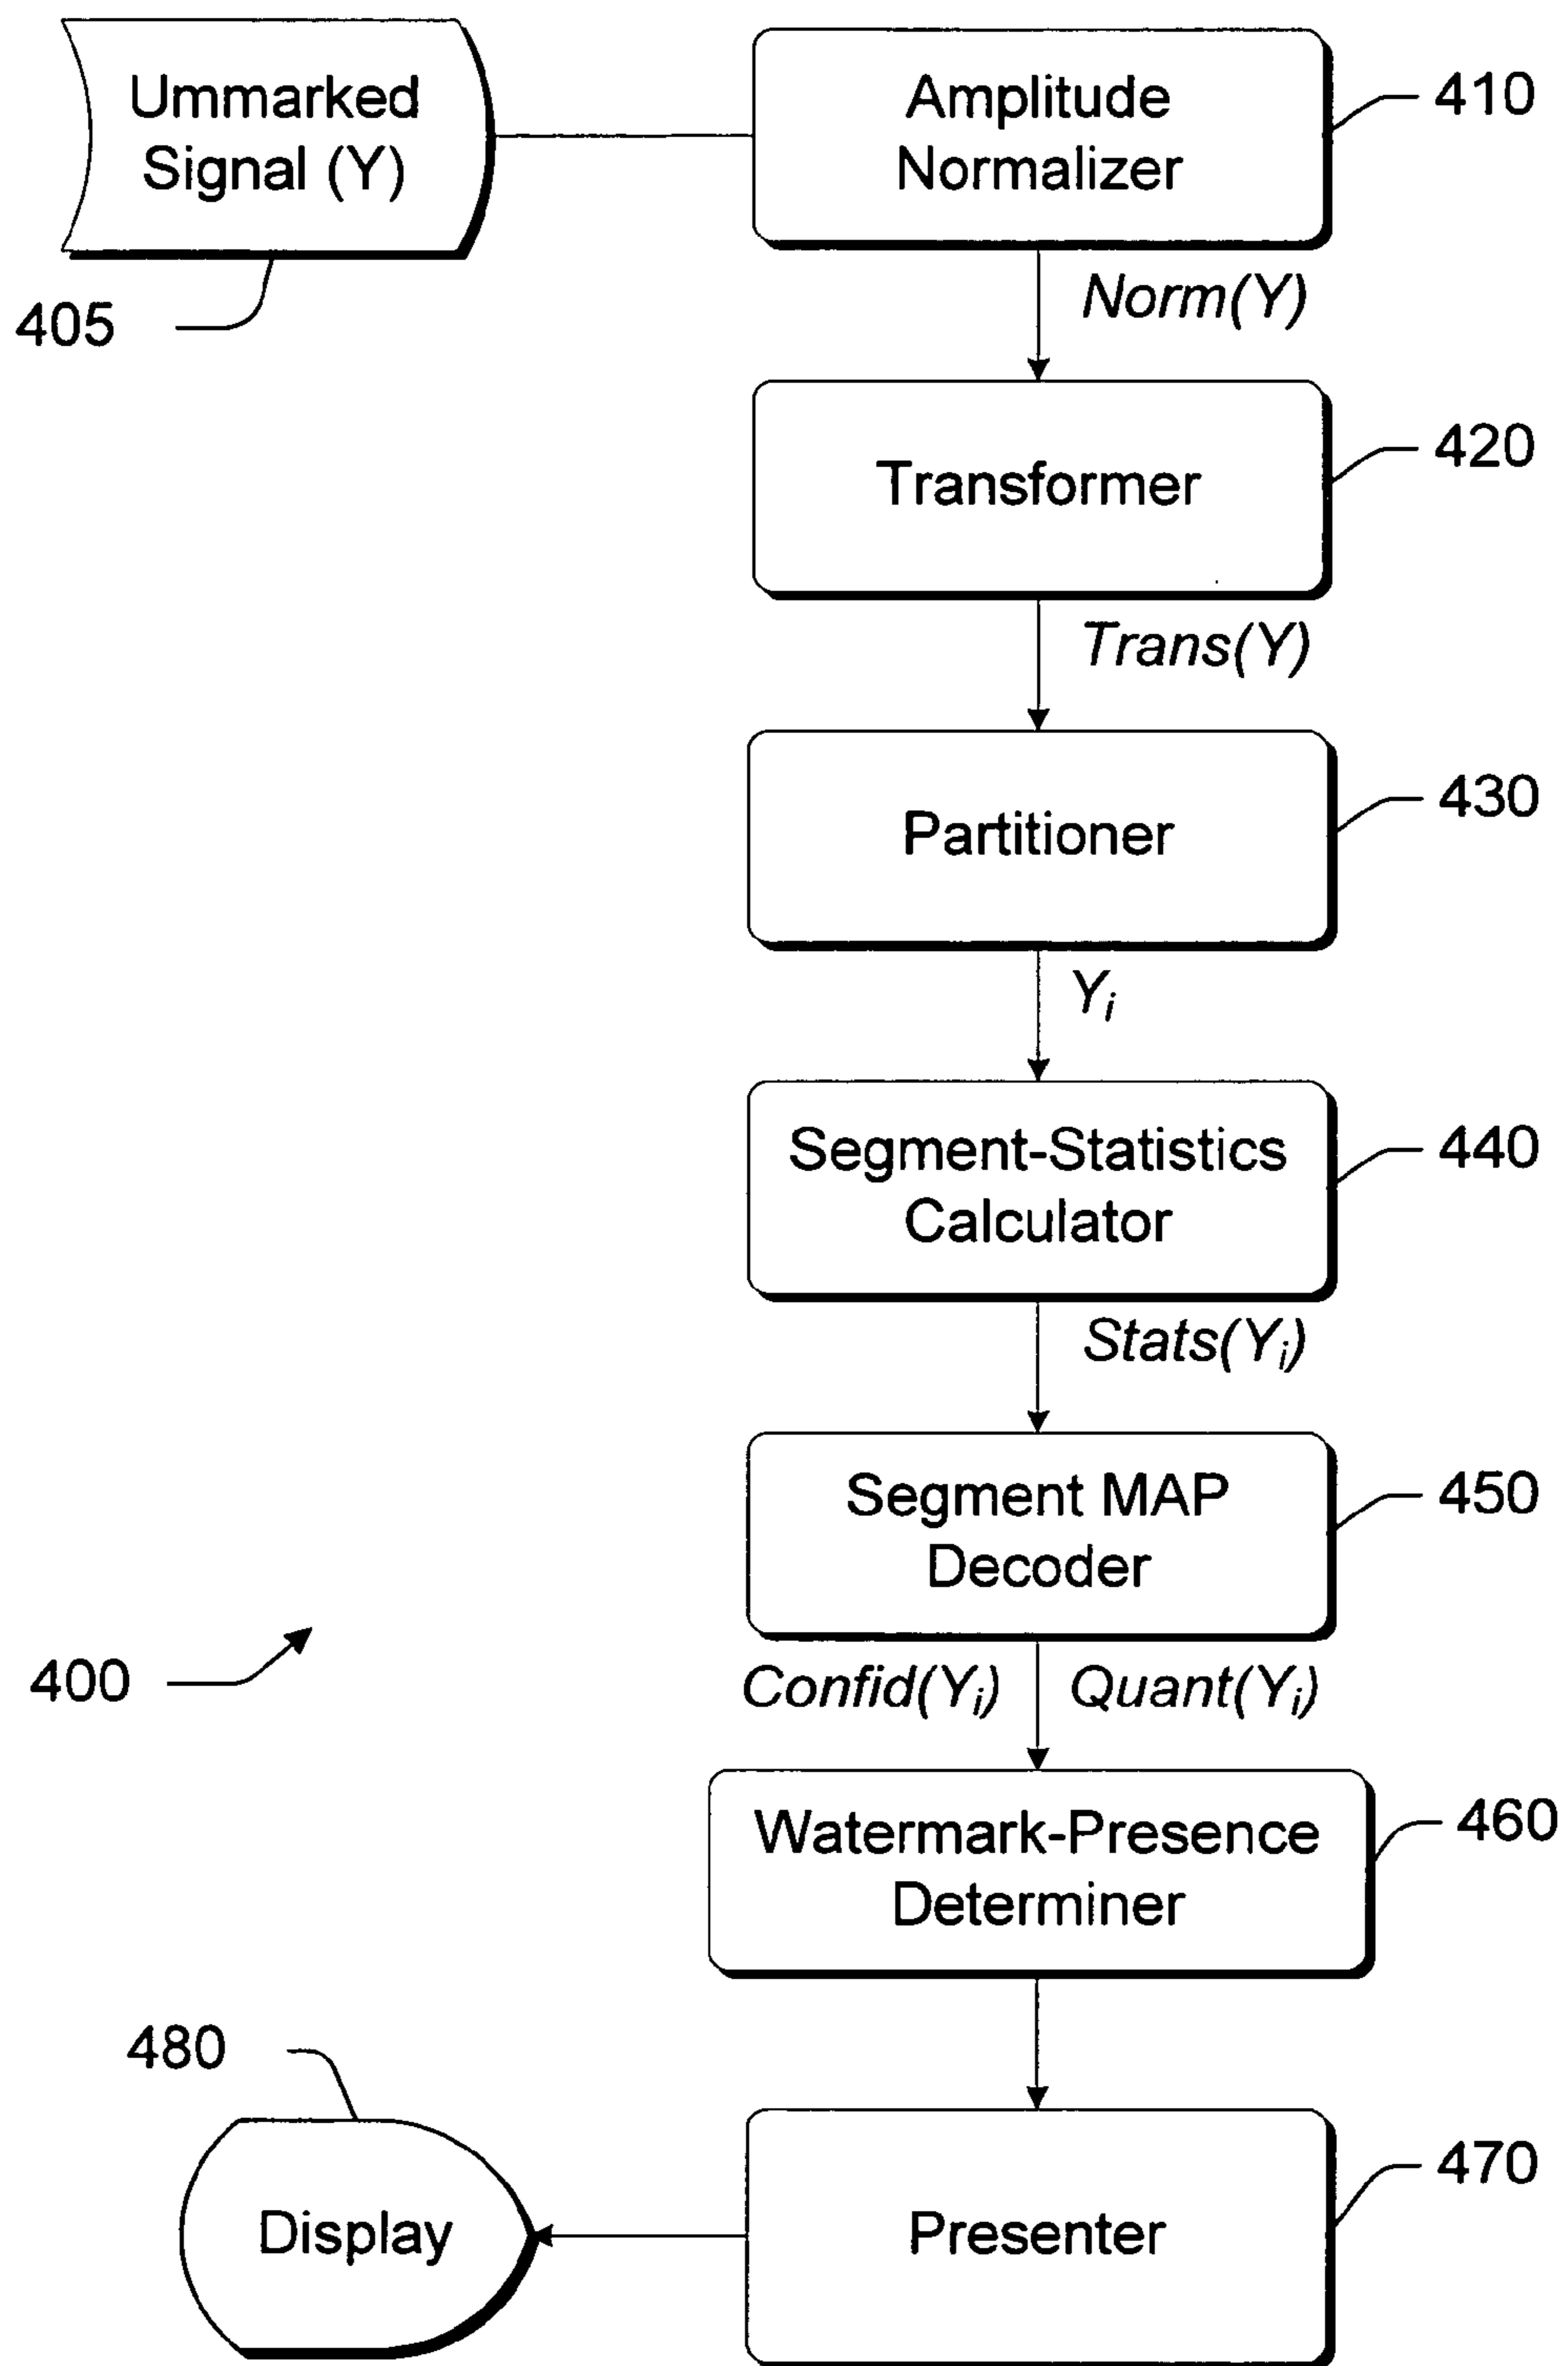 Ummarked
Signal (Y)
405
Amplitude
Normalizer
410
Norm(Y)
Transformer
420
Trans(Y)
Partitioner
430
Yi
Segment-Statistics
Calculator
440
Stats(Yi)
Segment MAP
Decoder
450
400
Confid(Yi) Quant(Yi)
Watermark-Presence
Determiner
460
480
Display
Presenter
470